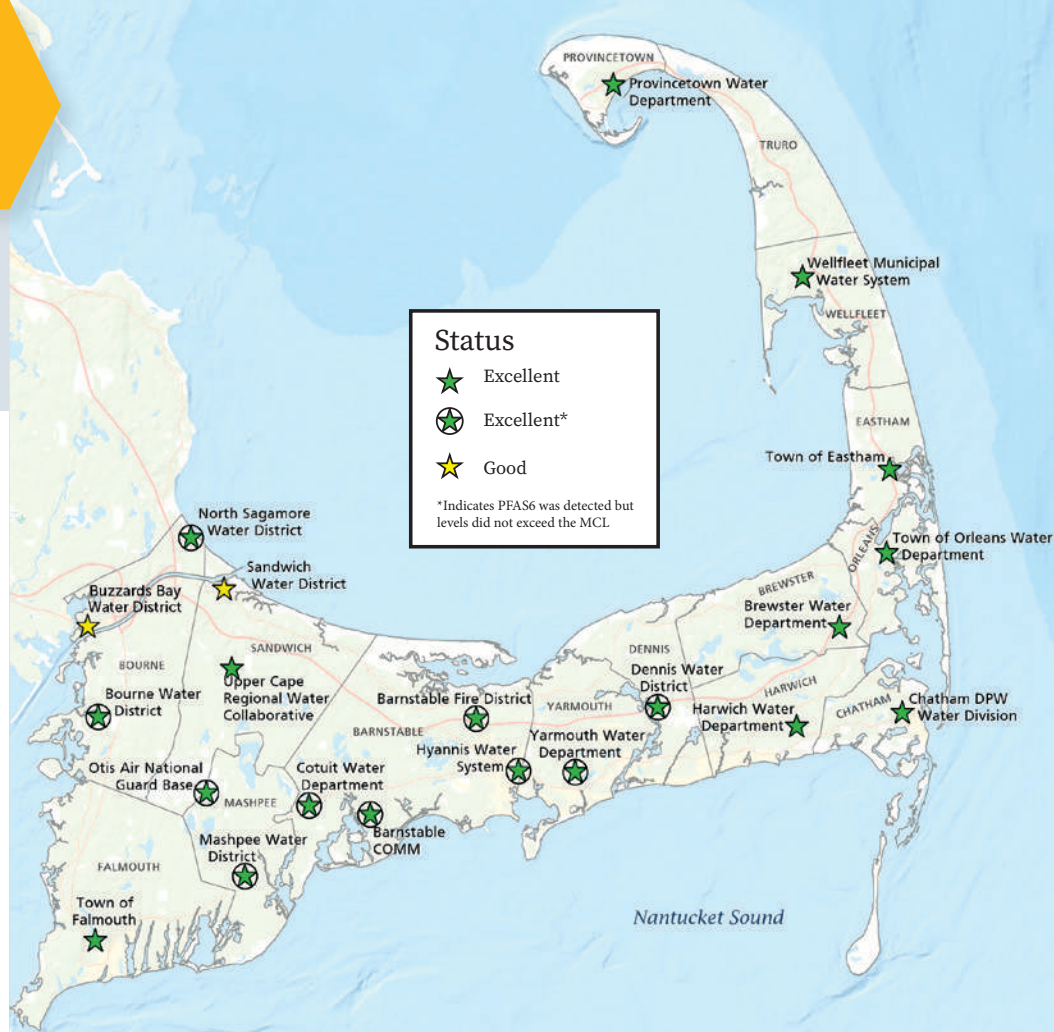 PROVINCETOWN
Provincetown Water
Department
TRURO
Wellfleet Municipal
Water System
WELLFLEET
Status
Excellent
Excellent*
Good
*Indicates PFAS6 was detected but
levels did not exceed the MCL
EASTHAM
Town of Eastham
North Sagamore
Water District
Town of Orleans Water
Department
ORLEANS
Sandwich
Water District
Buzzards Bay
Water District
BREWSTER
Brewster Water
Department
SANDWICH
DENNIS
BOURNE
Upper Cape
Regional Water
Collaborative
Dennis Water
District
HARWICH
Bourne Water
District
Barnstable Fire District
YARMOUTH
Harwich Water
Department
CHATHAM
Chatham DPW
Water Division
BARNSTABLE
Yarmouth Water
Department
Hyannis Water
System
Otis Air National
Guard Base
Cotuit Water
Department
MASHPEE
Barnstable
COMM
Mashpee Water
District
FALMOUTH
Town of
Falmouth
Nantucket Sound